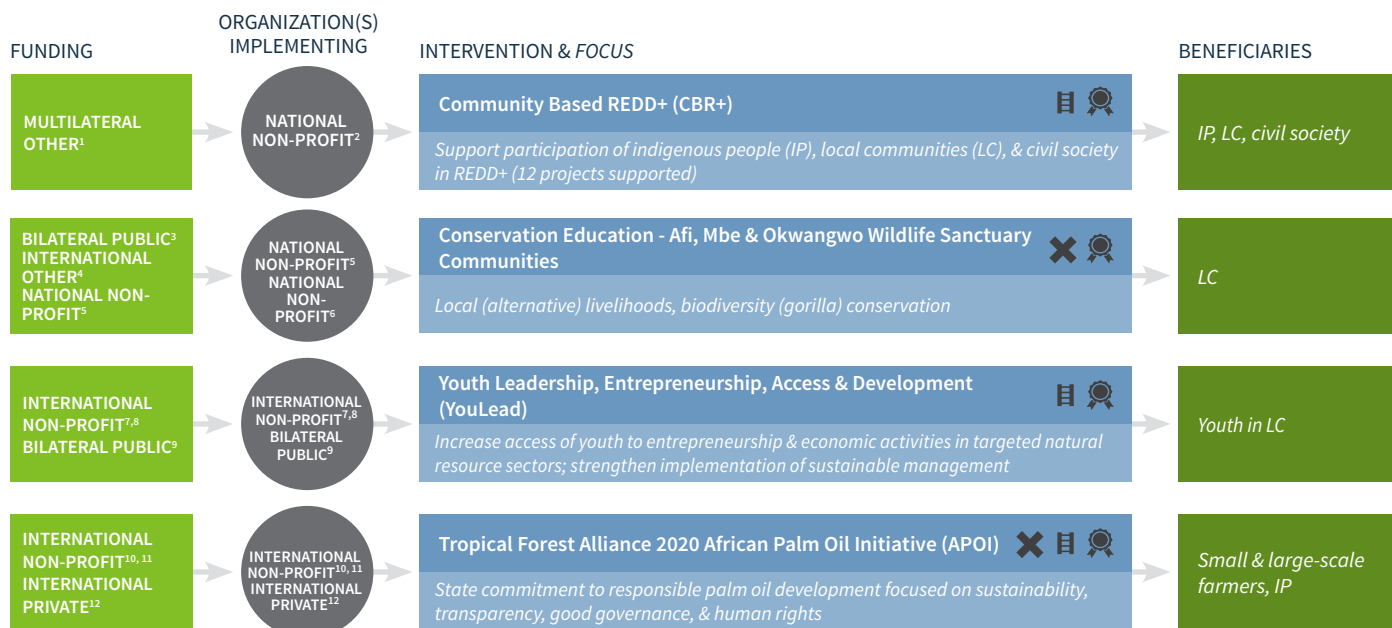 FUNDING
ORGANIZATION(S)
IMPLEMENTING
INTERVENTION & FOCUS
BENEFICIARIES
MULTILATERAL
OTHER¹
NATIONAL
NON-PROFIT²
Community Based REDD+ (CBR+)
Support participation of indigenous people (IP), local communities (LC), & civil society
in REDD+ (12 projects supported)
IP, LC, civil society
BILATERAL PUBLIC³
INTERNATIONAL
OTHER⁴
NATIONAL NON-
PROFIT⁵
NATIONAL
NON-PROFIT⁵
NATIONAL
NON-
PROFIT⁶
Conservation Education - Afi, Mbe & Okwangwo Wildlife Sanctuary
Communities
Local (alternative) livelihoods, biodiversity (gorilla) conservation
LC
INTERNATIONAL
NON-PROFIT⁷,⁸
BILATERAL PUBLIC⁹
INTERNATIONAL
NON-PROFIT⁷,⁸
BILATERAL
PUBLIC⁹
Youth Leadership, Entrepreneurship, Access & Development
(YouLead)
Increase access of youth to entrepreneurship & economic activities in targeted natural
resource sectors; strengthen implementation of sustainable management
Youth in LC
INTERNATIONAL
NON-PROFIT¹⁰, ¹¹
INTERNATIONAL
PRIVATE¹²
INTERNATIONAL
NON-PROFIT¹⁰, ¹¹
INTERNATIONAL
PRIVATE¹²
Tropical Forest Alliance 2020 African Palm Oil Initiative (APOI)
State commitment to responsible palm oil development focused on sustainability,
transparency, good governance, & human rights
Small & large-scale
farmers, IP